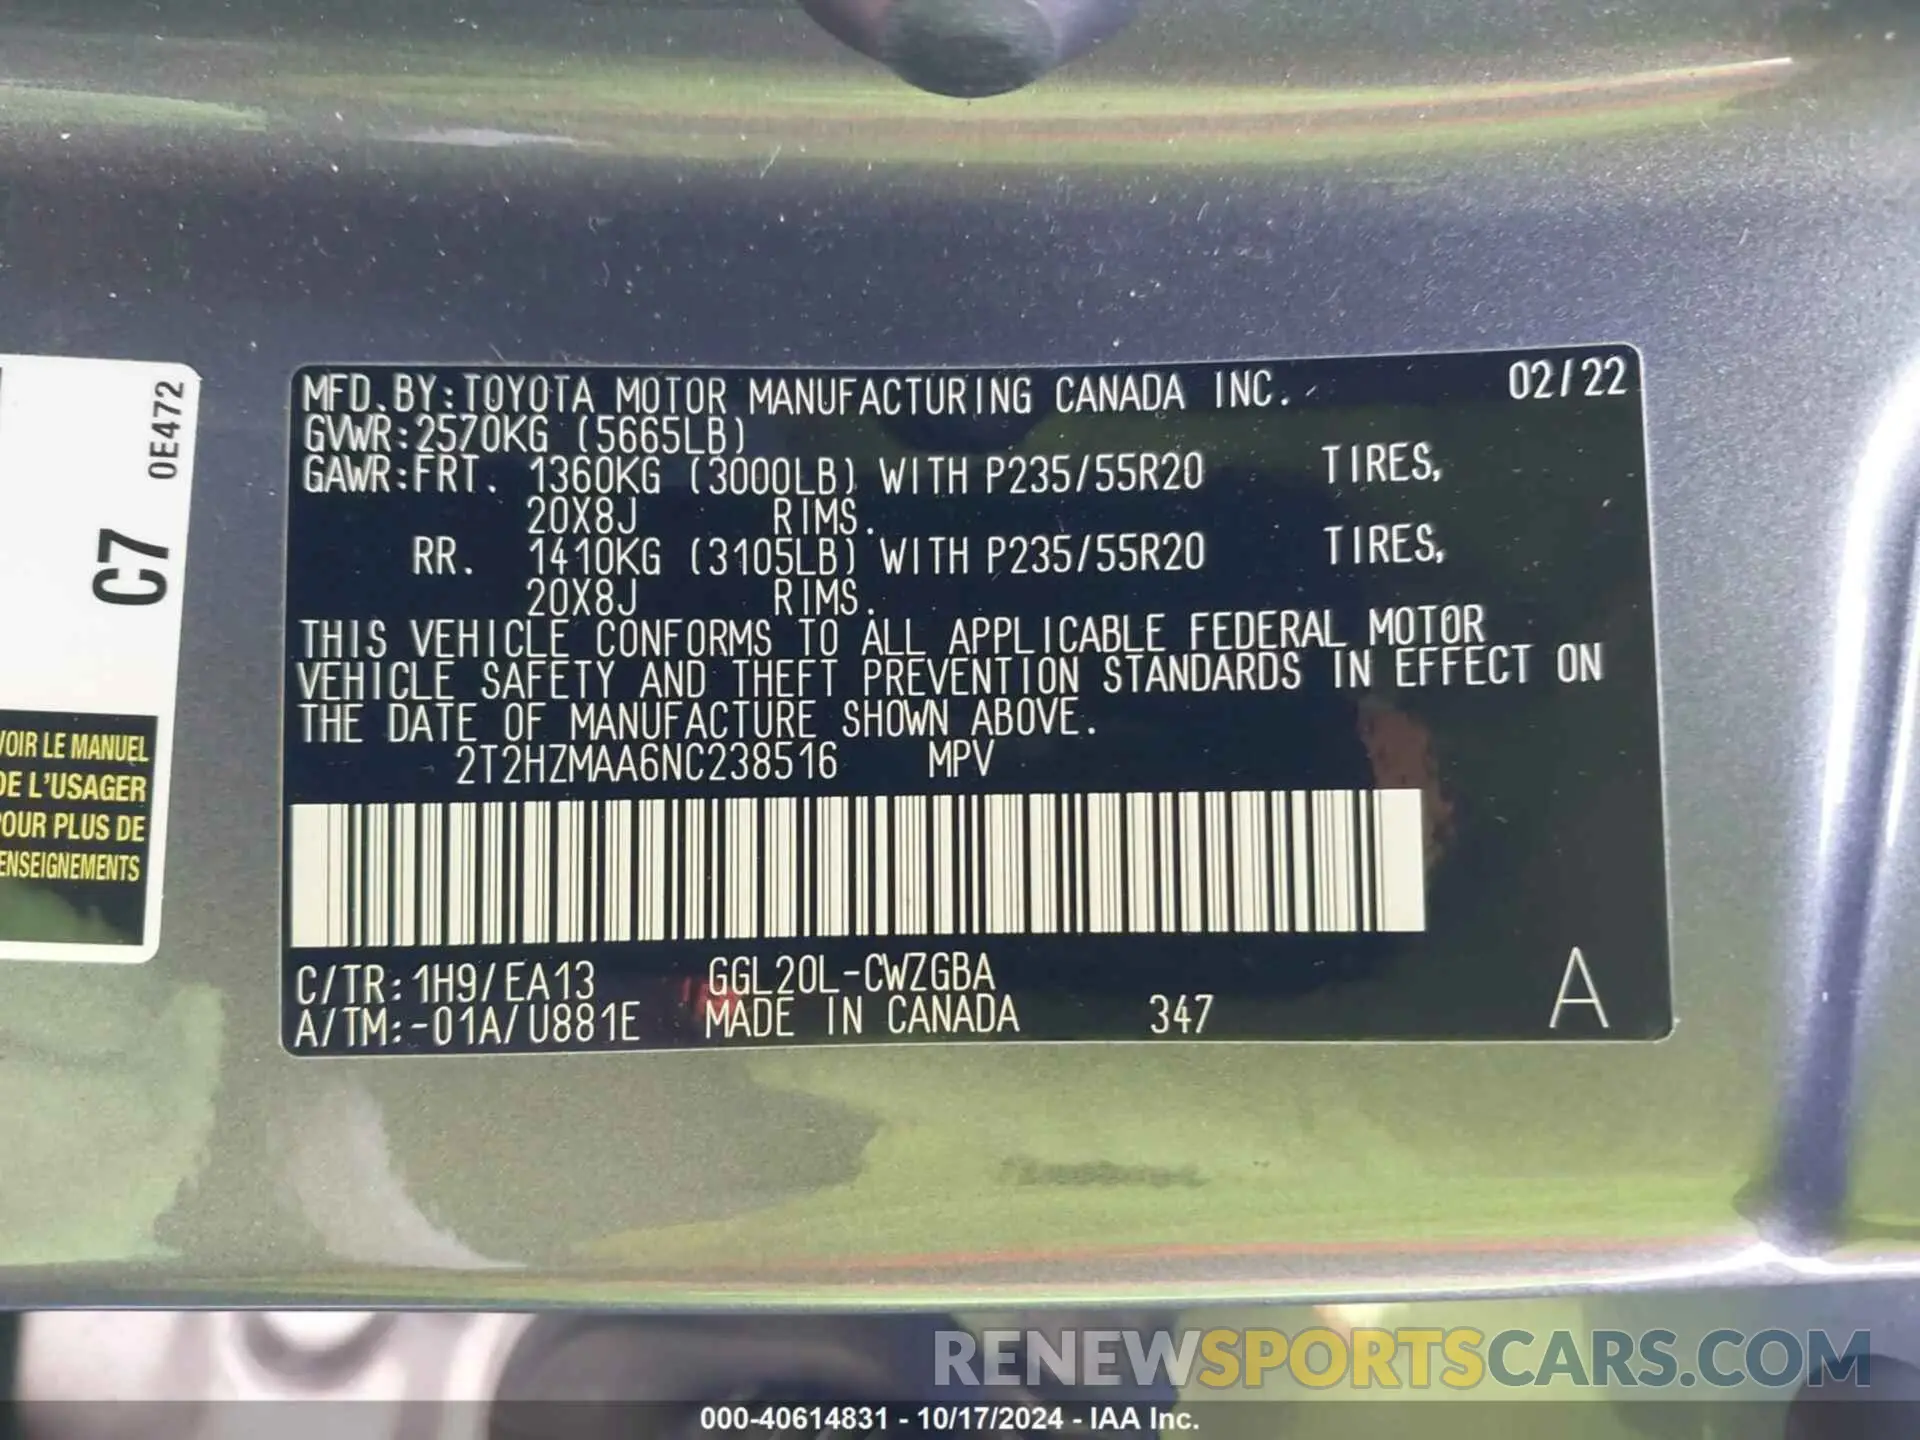 MFD.BY:TOYOTA MOTOR MANUFACTURING CANADA INC. 02/22
GVWR:2570KG (5665LB)
GAWR:FRT. 1360KG (3000LB) WITH P235/55R20 TIRES,
20X8J RIMS.
RR. 1410KG (3105LB) WITH P235/55R20 TIRES,
20X8J RIMS.
THIS VEHICLE CONFORMS TO ALL APPLICABLE FEDERAL MOTOR
VEHICLE SAFETY AND THEFT PREVENTION STANDARDS IN EFFECT ON
THE DATE OF MANUFACTURE SHOWN ABOVE.
2T2HZMAA6NC238516 MPV
C/TR:1H9/EA13 GGL20L-CWZGBA
A/TM:-01A/U881E MADE IN CANADA 347 A
0E472
C7
VOIR LE MANUEL
DE L'USAGER
POUR PLUS DE
ENSEIGNEMENTS
RENEWSPORTSCARS.COM
000-40614831 - 10/17/2024 - IAA Inc.